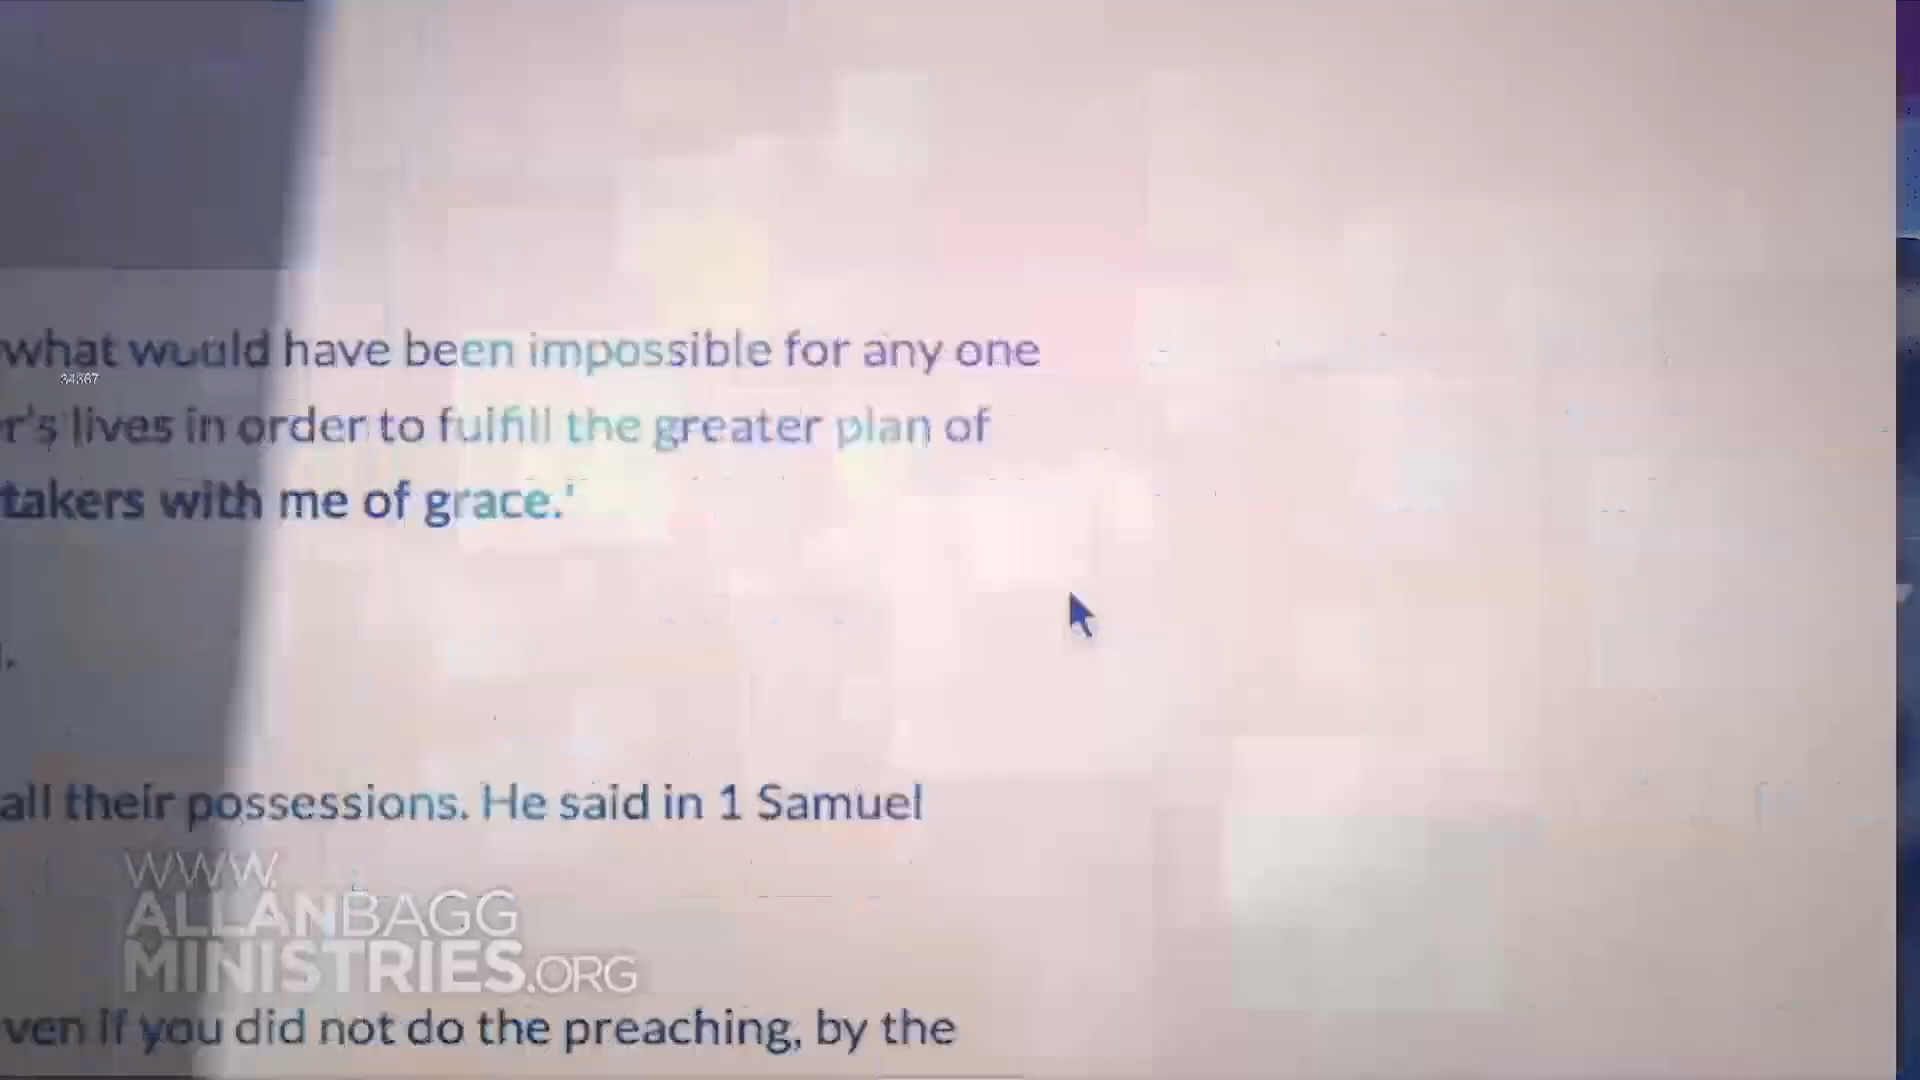 what would have been impossible for any one
34367
r's lives in order to fulfill the greater plan of
takers with me of grace.'
.
all their possessions. He said in 1 Samuel
WWW.
ALLANBAGG
MINISTRIES.ORG
ven if you did not do the preaching, by the